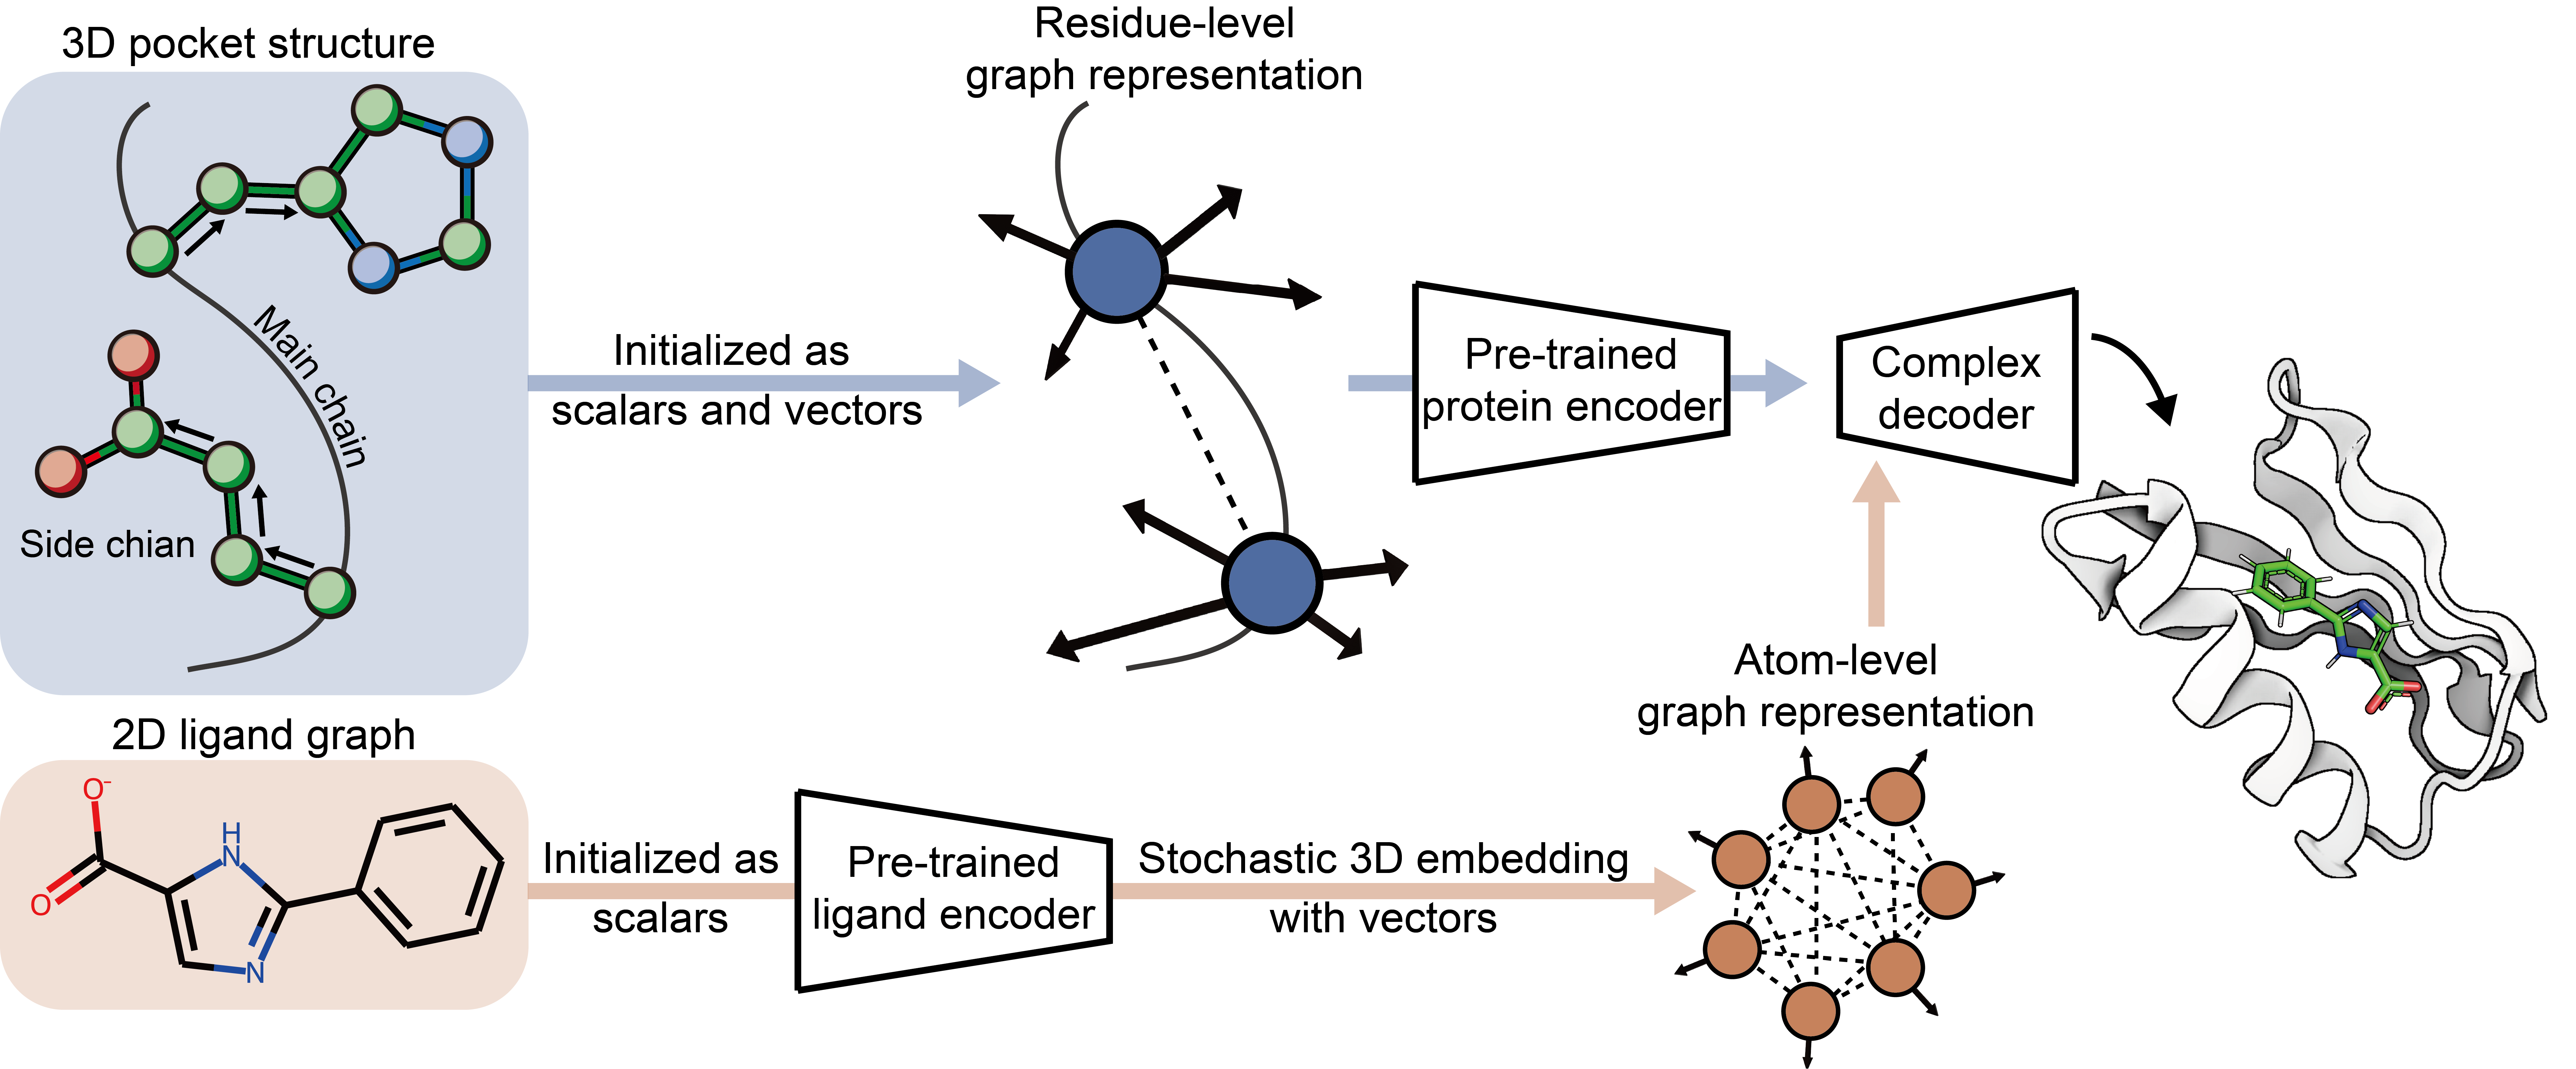 3D pocket structure
Main chain
Side chian
Initialized as
scalars and vectors
Residue-level
graph representation
Pre-trained
protein encoder
Complex
decoder
2D ligand graph
O-
O
H
N
N
Initialized as
scalars
Pre-trained
ligand encoder
Stochastic 3D embedding
with vectors
Atom-level
graph representation